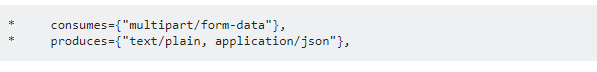 *     consumes={"multipart/form-data"},
*     produces={"text/plain, application/json"},